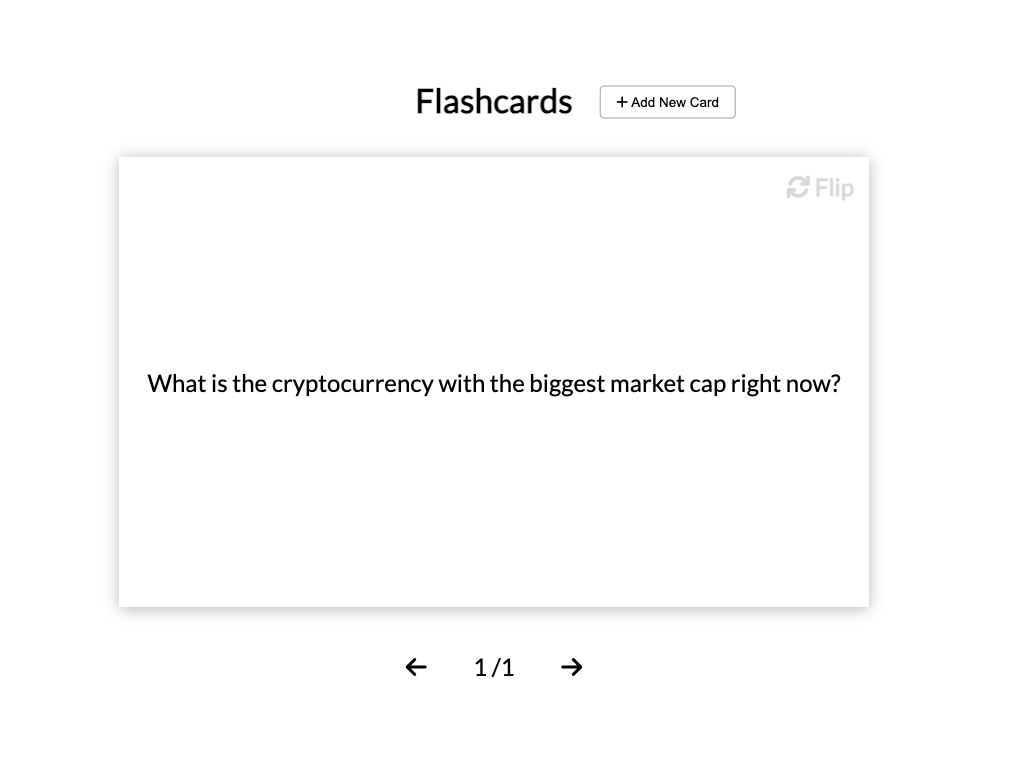 Flashcards
+ Add New Card
Flip
What is the cryptocurrency with the biggest market cap right now?
1 /1